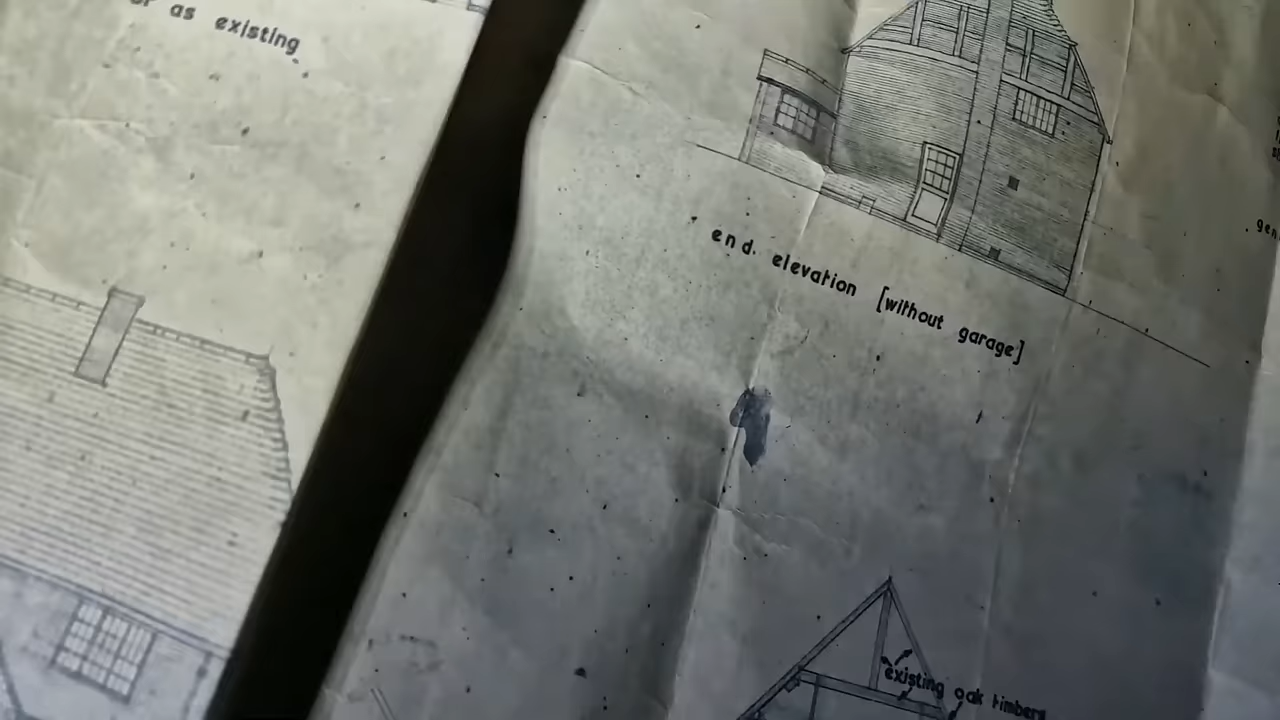 as existing
end. elevation [without garage]
existing oak timbers